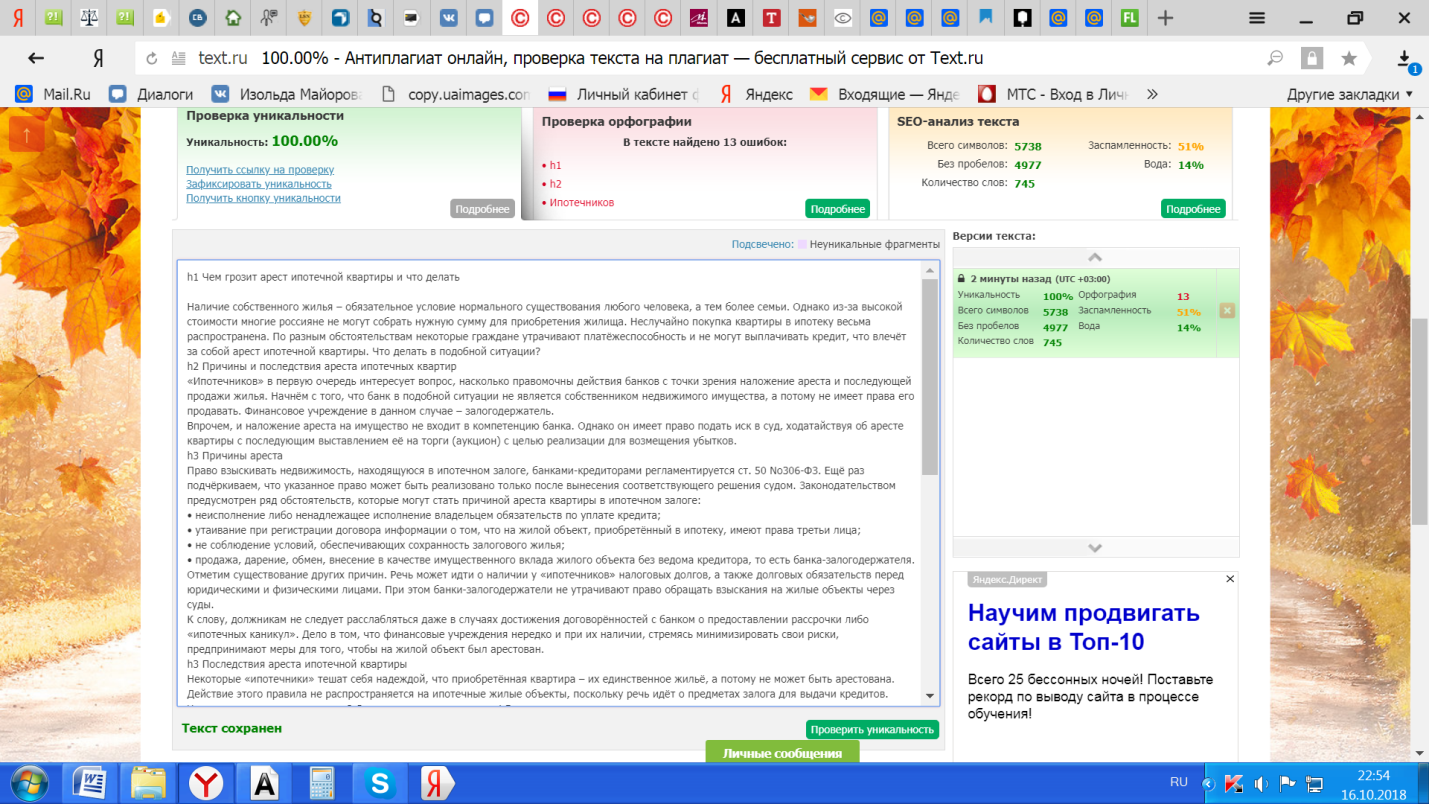 text.ru 100.00% - Антиплагиат онлайн, проверка текста на плагиат — бесплатный сервис от Text.ru
Mail.Ru Диалоги Изольда Майоров copy.uaimages.con Личный кабинет Яндекс Входящие — Янде МТС - Вход в Личн » Другие закладки
Проверка уникальности
Уникальность: 100.00%
Получить ссылку на проверку
Зафиксировать уникальность
Получить кнопку уникальности
Подробнее
Проверка орфографии
В тексте найдено 13 ошибок:
• h1
• h2
• Ипотечников
Подробнее
SEO-анализ текста
Всего символов: 5738 Заспамленность: 51%
Без пробелов: 4977 Вода: 14%
Количество слов: 745
Подробнее
Подсвечено: Неуникальные фрагменты
h1 Чем грозит арест ипотечной квартиры и что делать
Наличие собственного жилья – обязательное условие нормального существования любого человека, а тем более семьи. Однако из-за высокой
стоимости многие россияне не могут собрать нужную сумму для приобретения жилища. Неслучайно покупка квартиры в ипотеку весьма
распространена. По разным обстоятельствам некоторые граждане утрачивают платёжеспособность и не могут выплачивать кредит, что влечёт
за собой арест ипотечной квартиры. Что делать в подобной ситуации?
h2 Причины и последствия ареста ипотечных квартир
«Ипотечников» в первую очередь интересует вопрос, насколько правомочны действия банков с точки зрения наложение ареста и последующей
продажи жилья. Начнём с того, что банк в подобной ситуации не является собственником недвижимого имущества, а потому не имеет права его
продавать. Финансовое учреждение в данном случае – залогодержатель.
Впрочем, и наложение ареста на имущество не входит в компетенцию банка. Однако он имеет право подать иск в суд, ходатайствуя об аресте
квартиры с последующим выставлением её на торги (аукцион) с целью реализации для возмещения убытков.
h3 Причины ареста
Право взыскивать недвижимость, находящуюся в ипотечном залоге, банками-кредиторами регламентируется ст. 50 No306-ФЗ. Ещё раз
подчёркиваем, что указанное право может быть реализовано только после вынесения соответствующего решения судом. Законодательством
предусмотрен ряд обстоятельств, которые могут стать причиной ареста квартиры в ипотечном залоге:
• неисполнение либо ненадлежащее исполнение владельцем обязательств по уплате кредита;
• утаивание при регистрации договора информации о том, что на жилой объект, приобретённый в ипотеку, имеют права третьи лица;
• не соблюдение условий, обеспечивающих сохранность залогового жилья;
• продажа, дарение, обмен, внесение в качестве имущественного вклада жилого объекта без ведома кредитора, то есть банка-залогодержателя.
Отметим существование других причин. Речь может идти о наличии у «ипотечников» налоговых долгов, а также долговых обязательств перед
юридическими и физическими лицами. При этом банки-залогодержатели не утрачивают право обращать взыскания на жилые объекты через
суды.
К слову, должникам не следует расслабляться даже в случаях достижения договорённостей с банком о предоставлении рассрочки либо
«ипотечных каникул». Дело в том, что финансовые учреждения нередко и при их наличии, стремясь минимизировать свои риски,
предпринимают меры для того, чтобы на жилой объект был арестован.
h3 Последствия ареста ипотечной квартиры
Некоторые «ипотечники» тешат себя надеждой, что приобретённая квартира – их единственное жильё, а потому не может быть арестована.
Действие этого правила не распространяется на ипотечные жилые объекты, поскольку речь идёт о предметах залога для выдачи кредитов.
Текст сохранен
Проверить уникальность
Личные сообщения
Версии текста:
2 минуты назад (UTC +03:00)
Уникальность 100% Орфография 13
Всего символов 5738 Заспамленность 51%
Без пробелов 4977 Вода 14%
Количество слов 745
Яндекс.Директ
Научим продвигать
сайты в Топ-10
Всего 25 бессонных ночей! Поставьте
рекорд по выводу сайта в процессе
обучения!
RU
22:54
16.10.2018